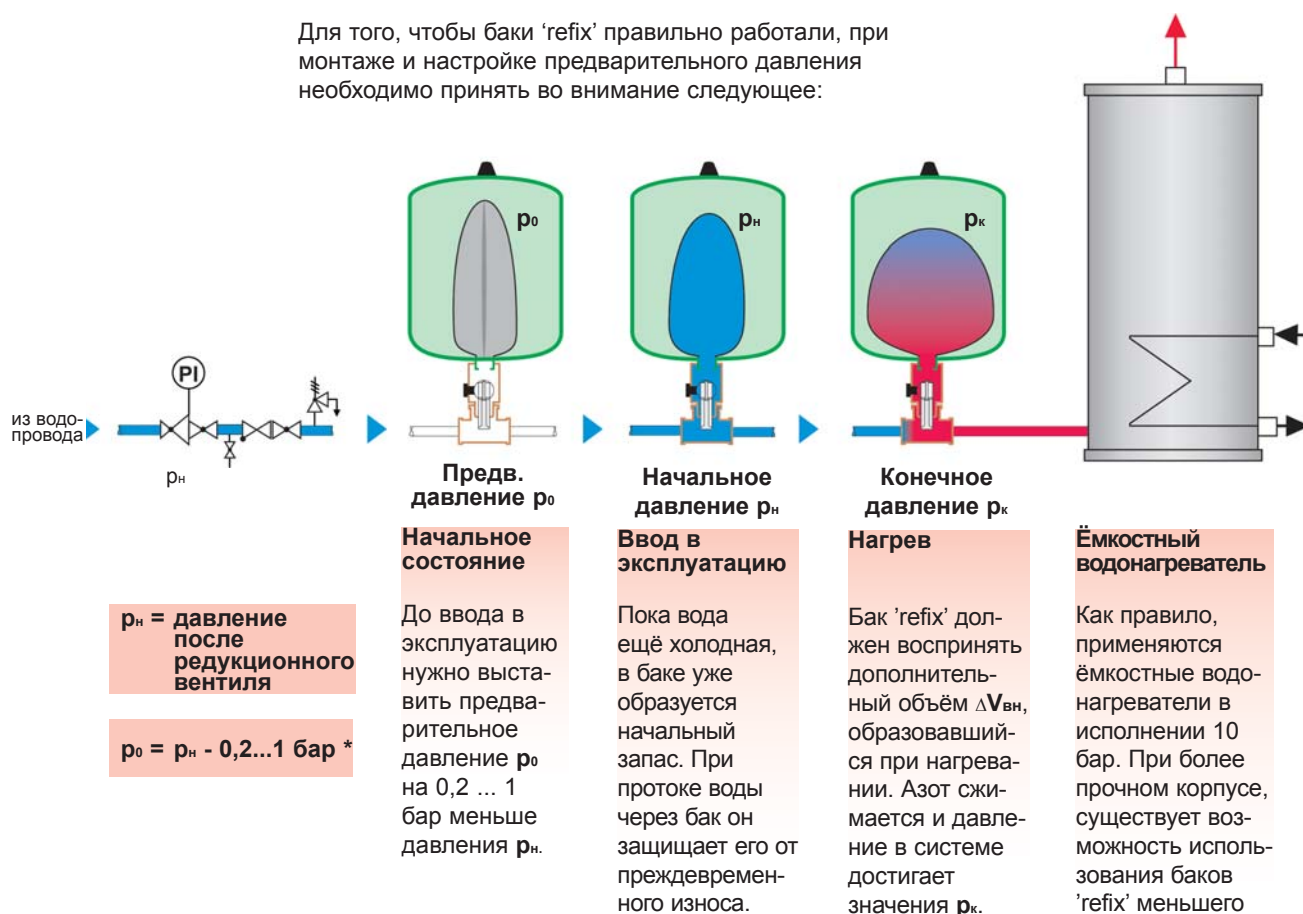 Для того, чтобы баки ‘refix’ правильно работали, при
монтаже и настройке предварительного давления
необходимо принять во внимание следующее:
p₀
pн
pк
PI
из водо-
провода
pн
Предв.
давление p₀
Начальное
давление pн
Конечное
давление pк
pн = давление
после
редукционного
вентиля
p₀ = pн - 0,2...1 бар *
Начальное
состояние
До ввода в
эксплуатацию
нужно выста-
вить предва-
рительное
давление p₀
на 0,2 ... 1
бар меньше
давления pн.
Ввод в
эксплуатацию
Пока вода
ещё холодная,
в баке уже
образуется
начальный
запас. При
протоке воды
через бак он
защищает его от
преждевремен-
ного износа.
Нагрев
Бак ’refix’ дол-
жен воспринять
дополнитель-
ный объём ∆Vвн,
образовавший-
ся при нагрева-
нии. Азот сжи-
мается и давле-
ние в системе
достигает
значения pк.
Ёмкостный
водонагреватель
Как правило,
применяются
ёмкостные водо-
нагреватели в
исполнении 10
бар. При более
прочном корпусе,
существует воз-
можность исполь-
зования баков
’refix’ меньшего